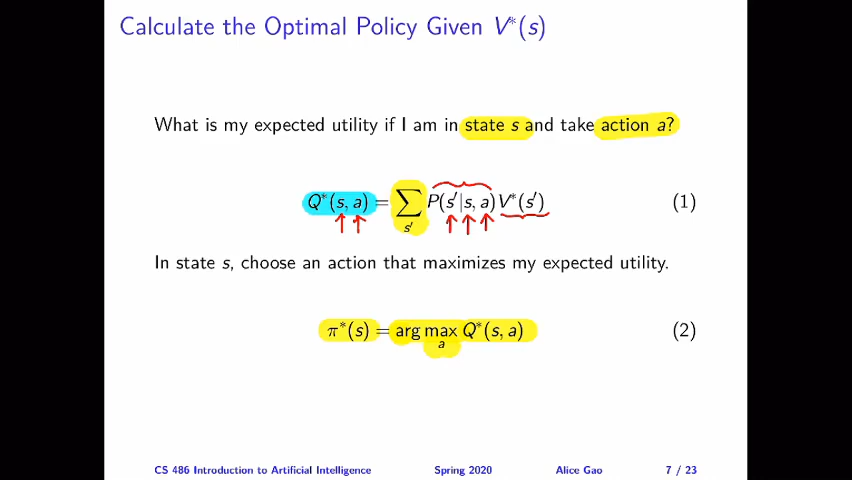 Calculate the Optimal Policy Given V*(s)
What is my expected utility if I am in state s and take action a?
Q*(s, a) = ∑_{s'} P(s'|s, a)V*(s') (1)
In state s, choose an action that maximizes my expected utility.
π*(s) = arg max_a Q*(s, a) (2)
CS 486 Introduction to Artificial Intelligence Spring 2020 Alice Gao 7 / 23